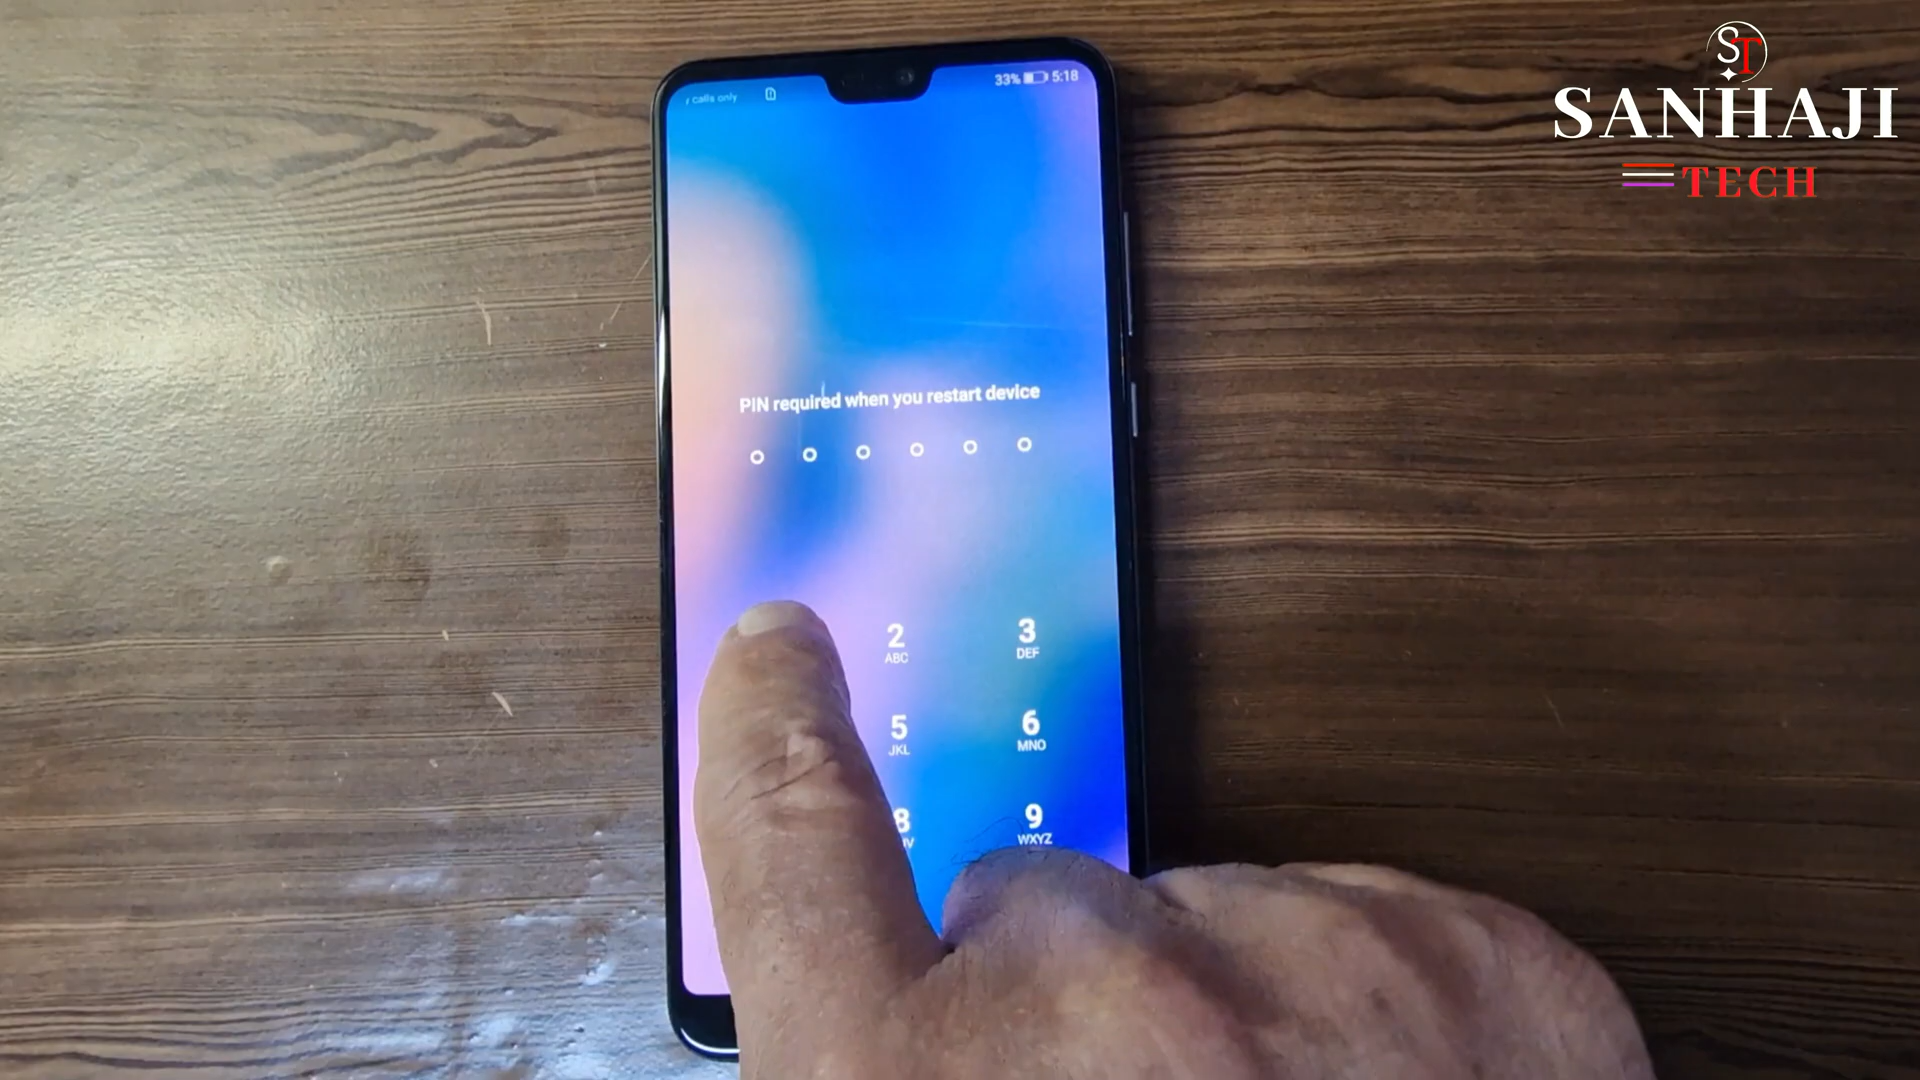 ST
SANHAJI
TECH
33% 5:18
calls only
PIN required when you restart device
2
ABC
3
DEF
5
JKL
6
MNO
8
9
WXYZ